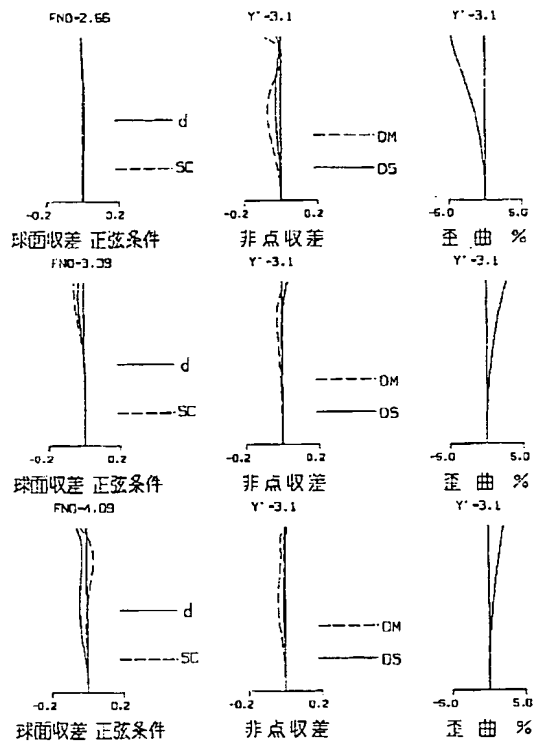 FNO-2.66 Y'-3.1 Y'-3.1
d
SC
DM
DS
-0.2 0.2 -0.2 0.2 -5.0 5.0
球面収差 正弦条件 非点収差 歪曲 %
FNO-3.39 Y'-3.1 Y'-3.1
d
SC
DM
DS
-0.2 0.2 -0.2 0.2 -5.0 5.0
球面収差 正弦条件 非点収差 歪曲 %
FNO-4.09 Y'-3.1 Y'-3.1
d
SC
DM
DS
-0.2 0.2 -0.2 0.2 -5.0 5.0
球面収差 正弦条件 非点収差 歪曲 %